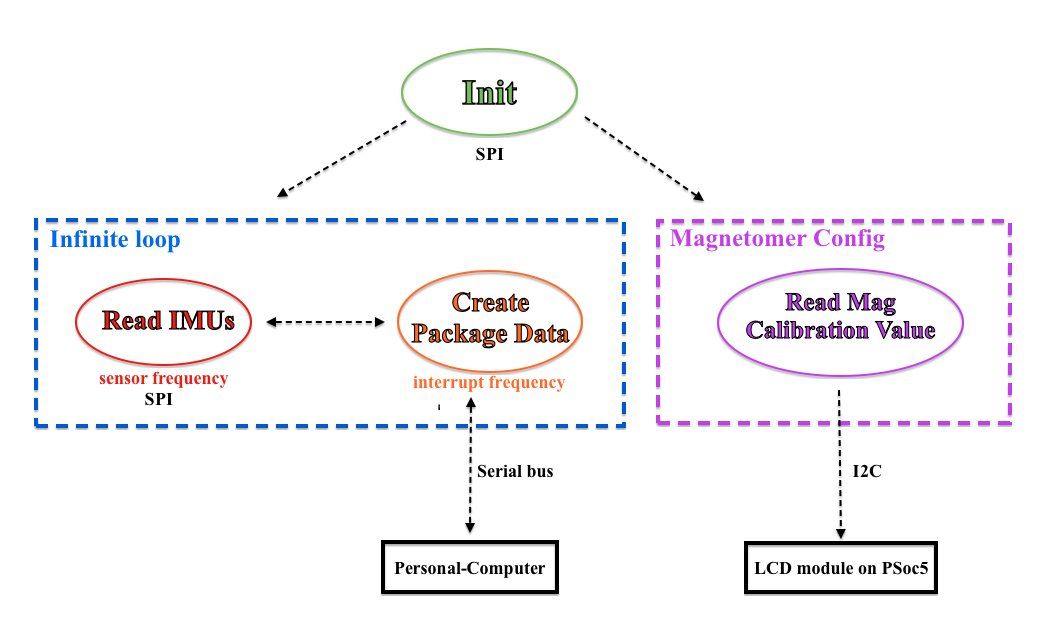 Init
SPI
Infinite loop
Magnetomer Config
Read IMUs
Create
Package Data
Read Mag
Calibration Value
sensor frequency
SPI
interrupt frequency
Serial bus
I2C
Personal-Computer
LCD module on PSoc5